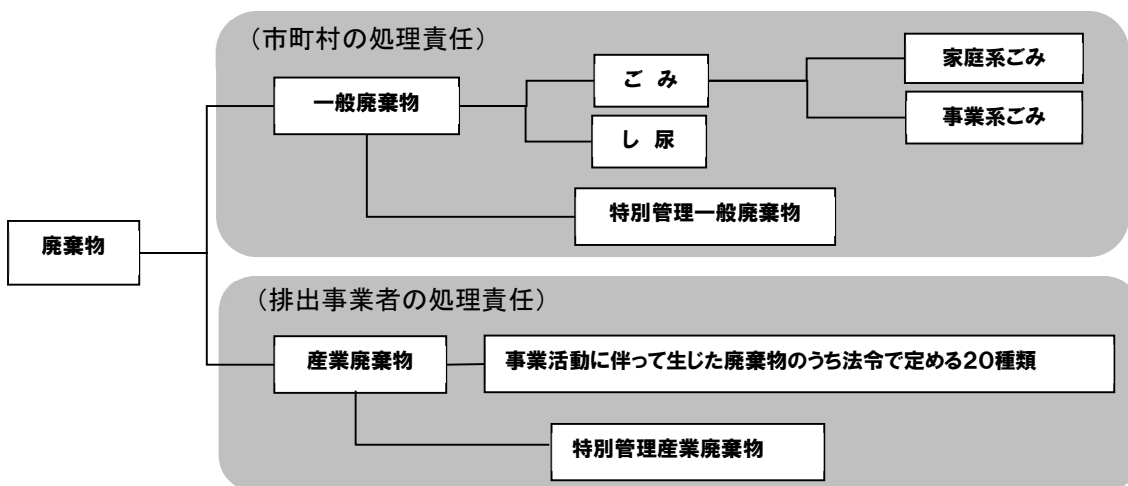 （市町村の処理責任）
家庭系ごみ
ご み
一般廃棄物
事業系ごみ
し 尿
特別管理一般廃棄物
廃棄物
（排出事業者の処理責任）
産業廃棄物
事業活動に伴って生じた廃棄物のうち法令で定める２０種類
特別管理産業廃棄物